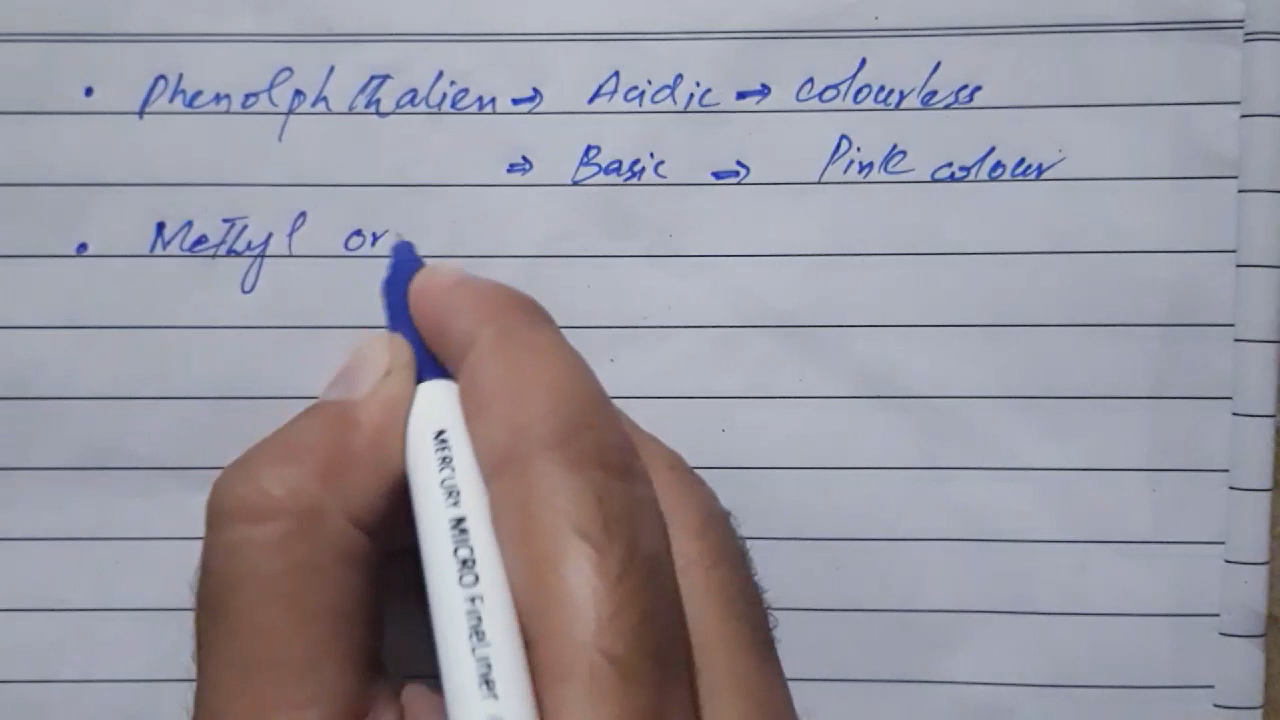 • Phenolphthalien → Acidic → colourless
⇒ Basic ⇒ Pink colour
• Methyl or
MERCURY MICRO FineLiner